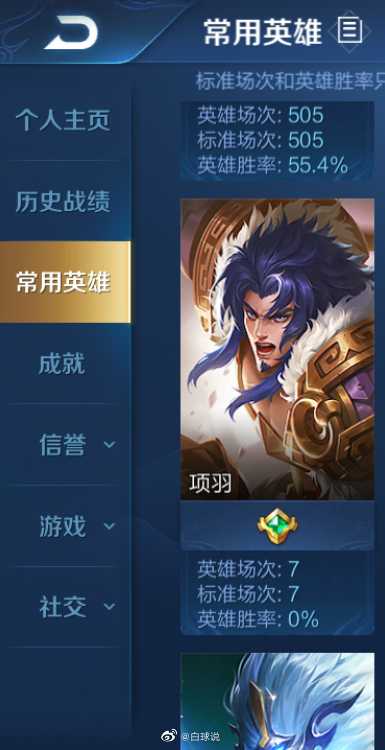 常用英雄
标准场次和英雄胜率只
个人主页
历史战绩
常用英雄
成就
信誉
游戏
社交
英雄场次: 505
标准场次: 505
英雄胜率: 55.4%
项羽
英雄场次: 7
标准场次: 7
英雄胜率: 0%
@白球说